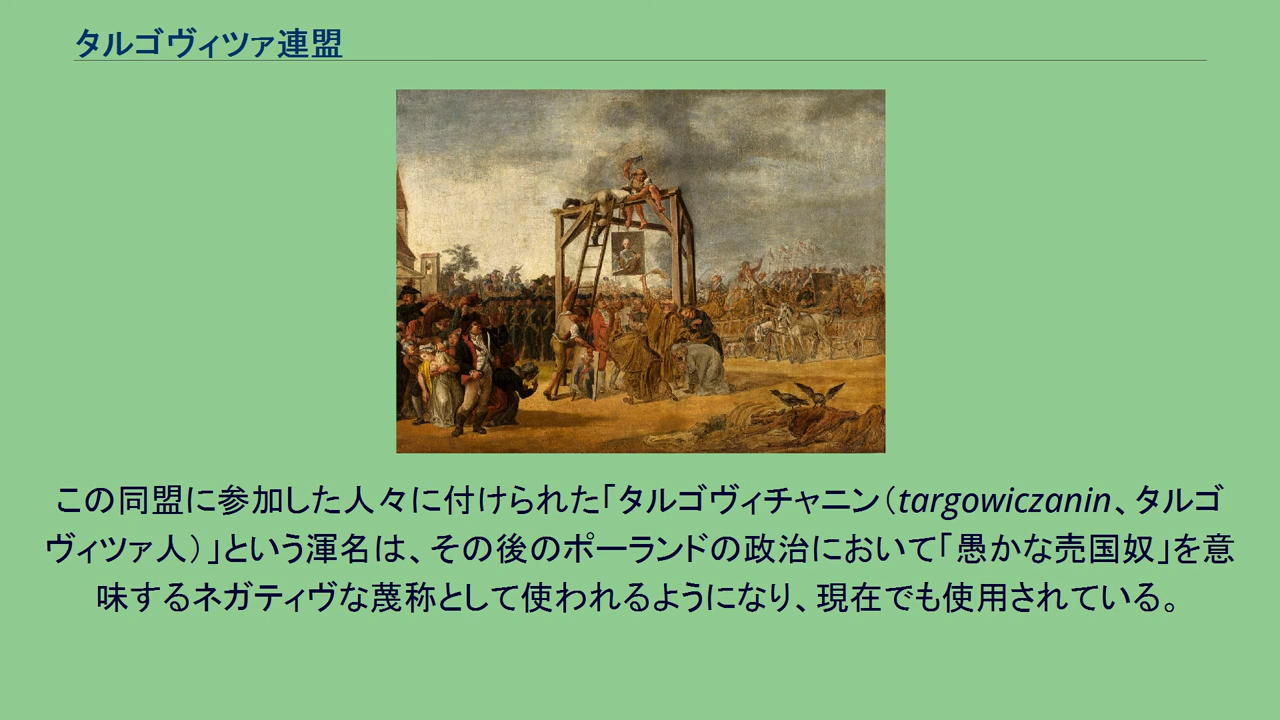 タルゴヴィツァ連盟
この同盟に参加した人々に付けられた「タルゴヴィチャニン（targowiczanin、タルゴ
ヴィツァ人）」という渾名は、その後のポーランドの政治において「愚かな売国奴」を意
味するネガティヴな蔑称として使われるようになり、現在でも使用されている。